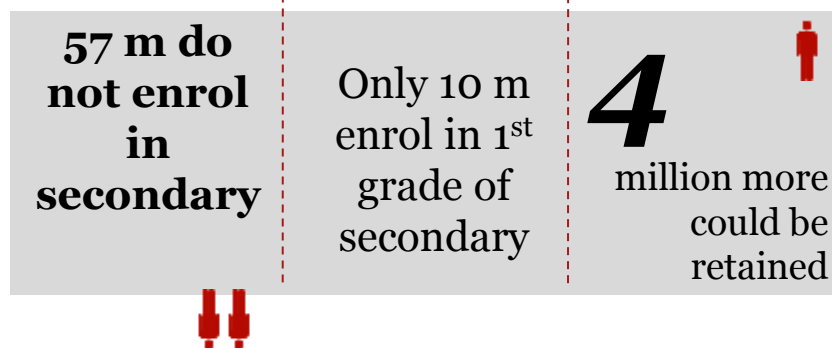 57 m do
not enrol
in
secondary
Only 10 m
enrol in 1st
grade of
secondary
4
million more
could be
retained